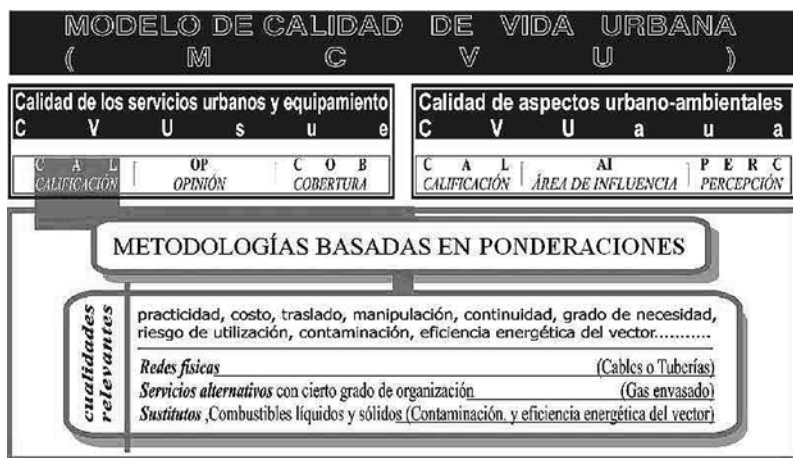 MODELO DE CALIDAD DE VIDA URBANA
( M C V U )
Calidad de los servicios urbanos y equipamiento
C V U s u e
C A L OP C O B
CALIFICACIÓN OPINIÓN COBERTURA
Calidad de aspectos urbano-ambientales
C V U a u a
C A L AI P E R C
CALIFICACIÓN ÁREA DE INFLUENCIA PERCEPCIÓN
METODOLOGÍAS BASADAS EN PONDERACIONES
cualidades
relevantes
practicidad, costo, traslado, manipulación, continuidad, grado de necesidad,
riesgo de utilización, contaminación, eficiencia energética del vector...........
Redes físicas (Cables o Tuberías)
Servicios alternativos con cierto grado de organización (Gas envasado)
Sustitutos ,Combustibles líquidos y sólidos (Contaminación. y eficiencia energética del vector)